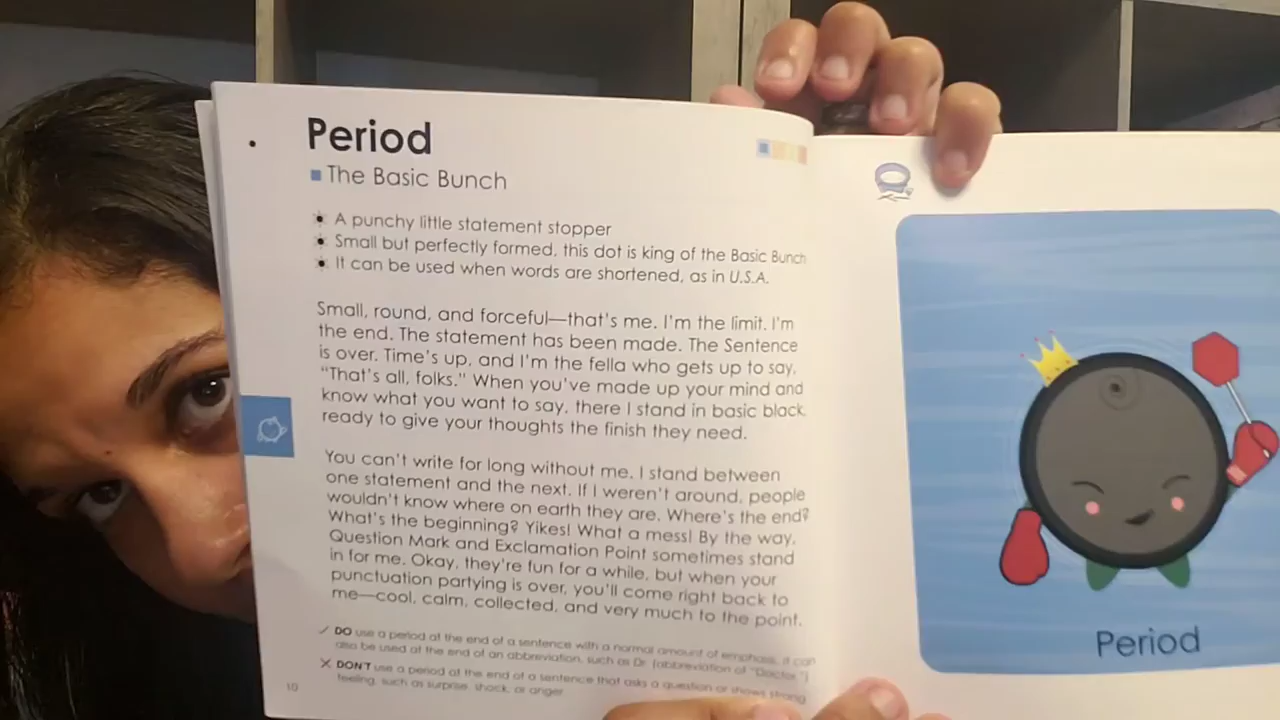 Period
The Basic Bunch
A punchy little statement stopper
Small but perfectly formed, this dot is king of the Basic Bunch
It can be used when words are shortened, as in U.S.A.
Small, round, and forceful—that's me. I'm the limit. I'm
the end. The statement has been made. The Sentence
is over. Time's up, and I'm the fella who gets up to say,
"That's all, folks." When you've made up your mind and
know what you want to say, there I stand in basic black,
ready to give your thoughts the finish they need.
You can't write for long without me. I stand between
one statement and the next. If I weren't around, people
wouldn't know where on earth they are. Where's the end?
What's the beginning? Yikes! What a mess! By the way,
Question Mark and Exclamation Point sometimes stand
in for me. Okay, they're fun for a while, but when your
punctuation partying is over, you'll come right back to
me—cool, calm, collected, and very much to the point.
✓ DO use a period at the end of a sentence with a normal amount of emphasis. It can
also be used at the end of an abbreviation, such as Dr. (abbreviation of "Doctor.")
✗ DON'T use a period at the end of a sentence that asks a question or shows strong
feeling, such as surprise, shock, or anger.
10
Period